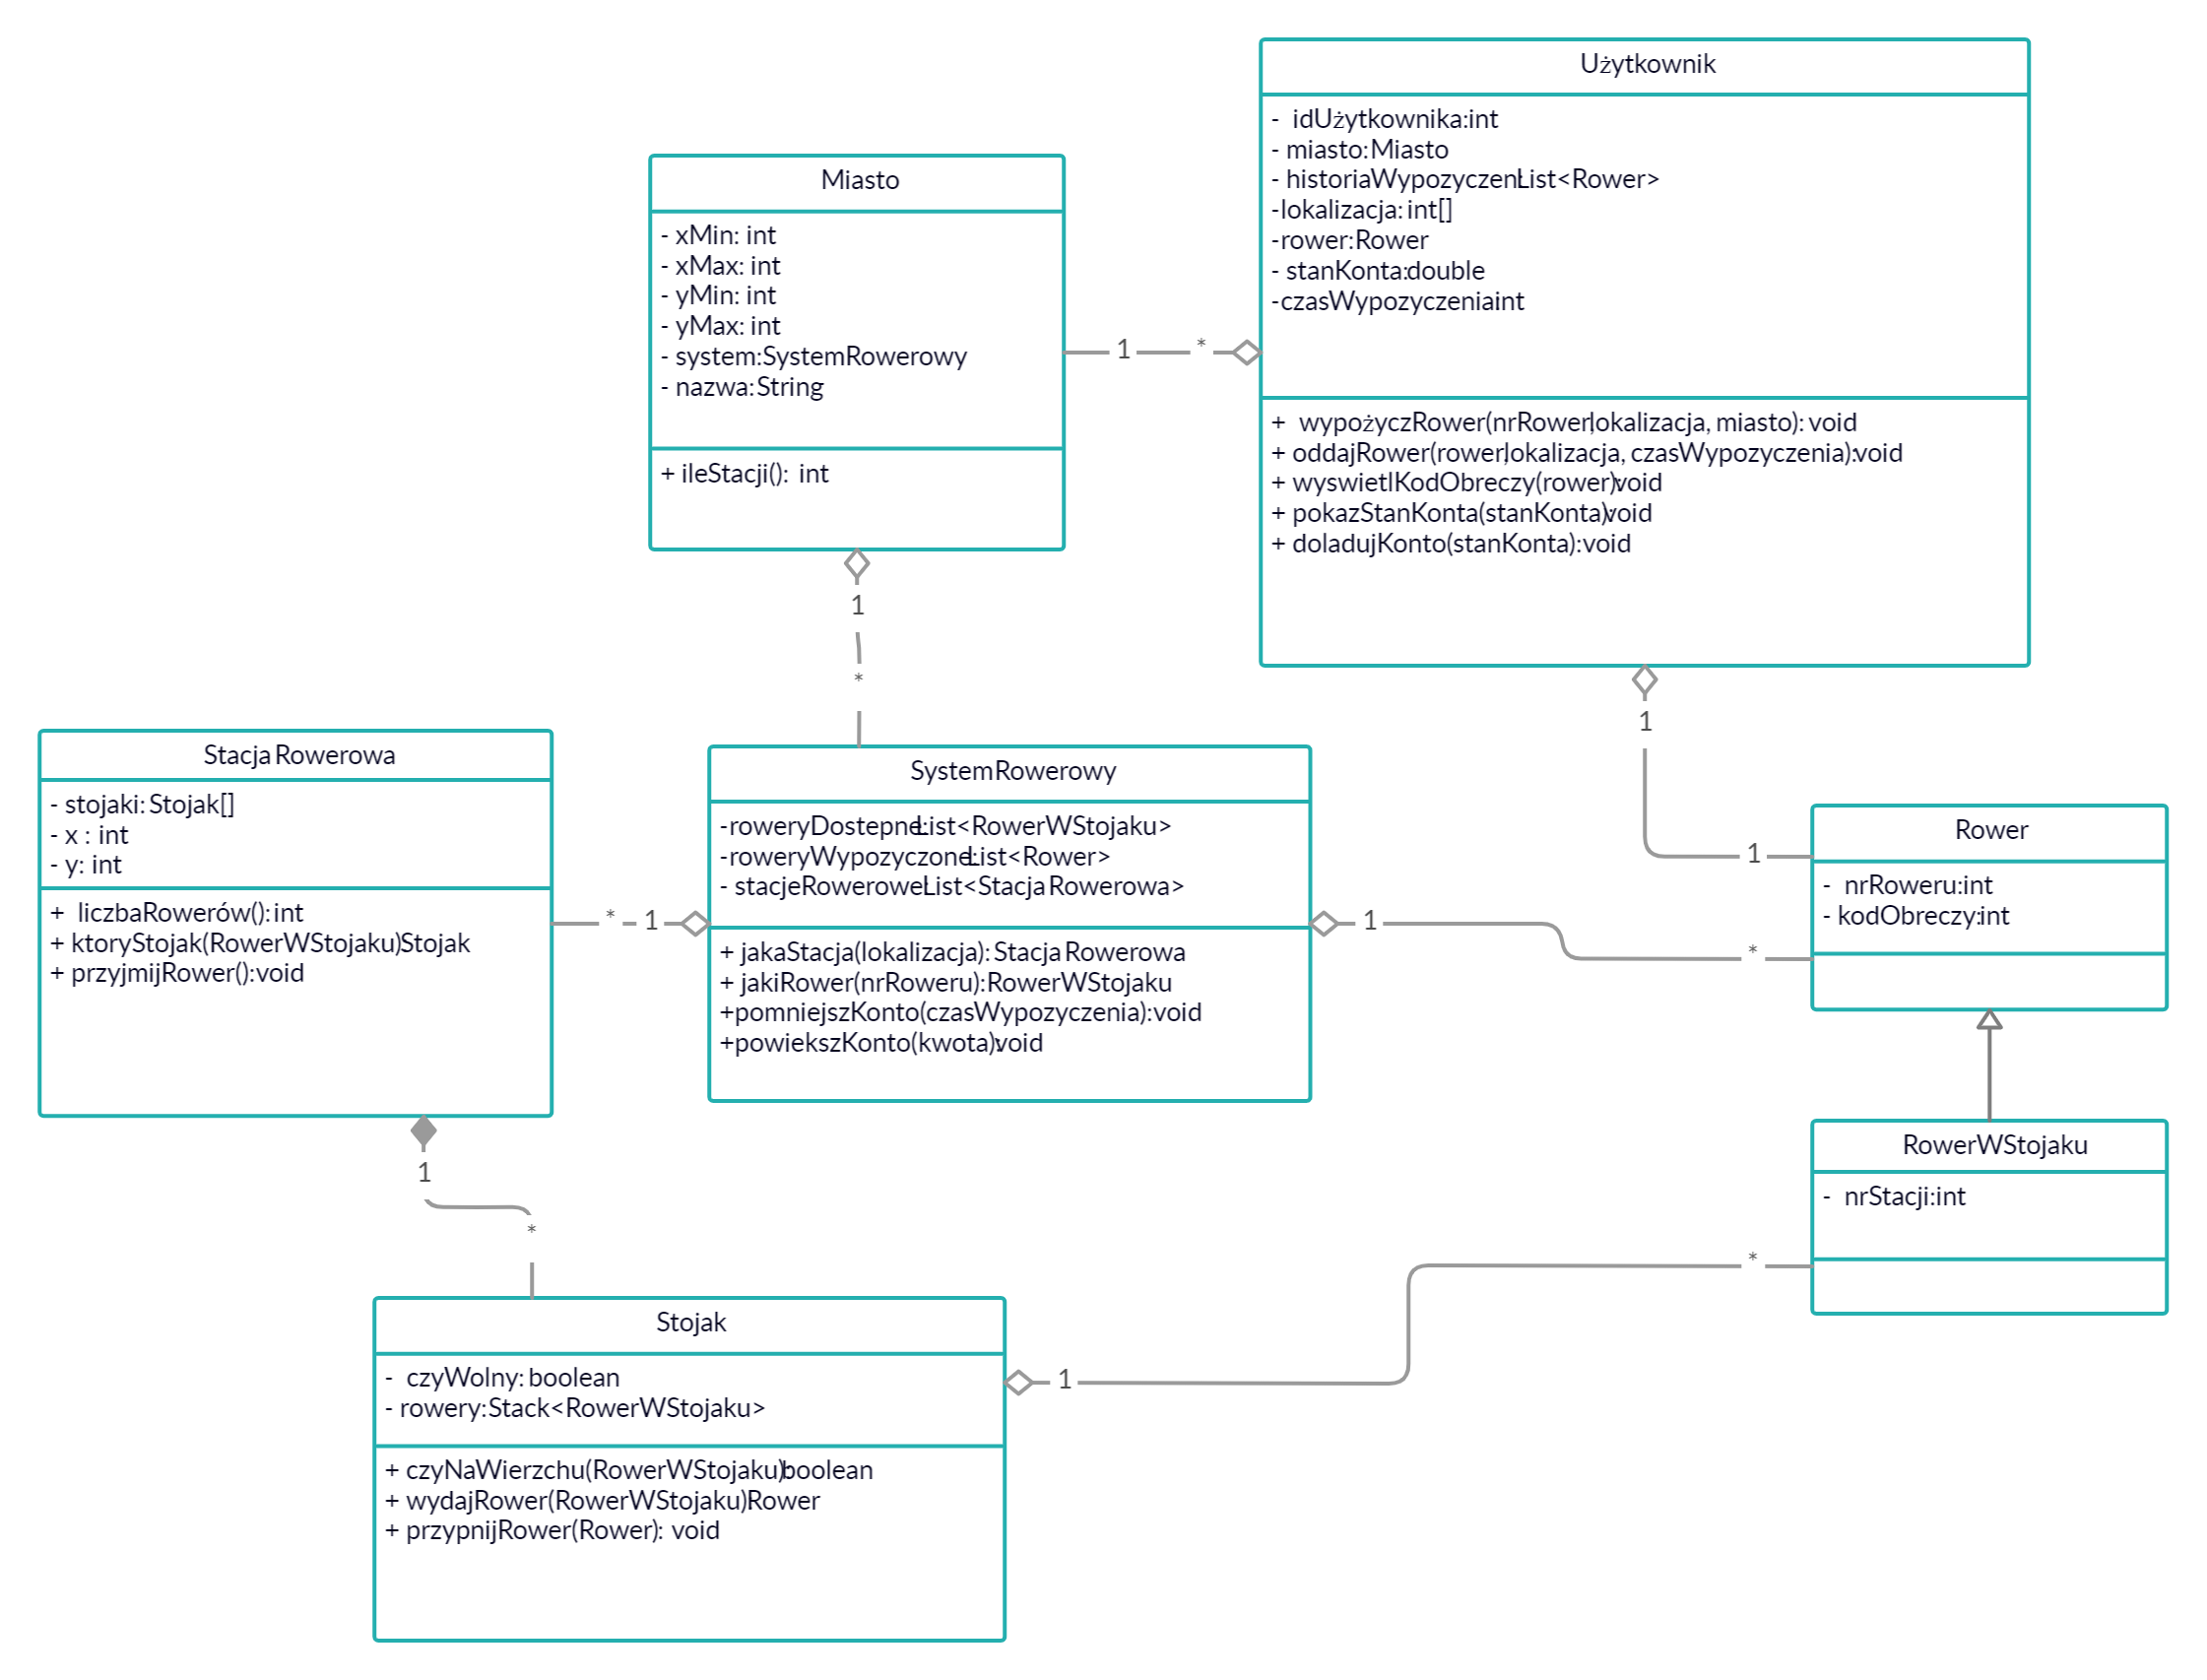 Użytkownik
- idUżytkownika:int
- miasto:Miasto
- historiaWypozyczen:List<Rower>
-lokalizacja: int[]
-rower:Rower
- stanKonta:double
-czasWypozyczenia:int
+ wypożyczRower(nrRower,lokalizacja, miasto): void
+ oddajRower(rower,lokalizacja, czasWypozyczenia):void
+ wyswietlKodObreczy(rower):void
+ pokazStanKonta(stanKonta):void
+ doladujKonto(stanKonta):void
Miasto
- xMin: int
- xMax: int
- yMin: int
- yMax: int
- system:SystemRowerowy
- nazwa:String
+ ileStacji(): int
1
*
1
*
1
1
Stacja Rowerowa
- stojaki: Stojak[]
- x : int
- y: int
+ liczbaRowerów(): int
+ ktoryStojak(RowerWStojaku)Stojak
+ przyjmijRower():void
*
1
SystemRowerowy
-roweryDostepne:List<RowerWStojaku>
-roweryWypozyczone:List<Rower>
- stacjeRowerowe:List<Stacja Rowerowa>
+ jakaStacja(lokalizacja): Stacja Rowerowa
+ jakiRower(nrRoweru):RowerWStojaku
+pomniejszKonto(czasWypozyczenia):void
+powiekszKonto(kwota):void
1
*
Rower
- nrRoweru:int
- kodObreczy:int
RowerWStojaku
- nrStacji:int
1
*
Stojak
- czyWolny: boolean
- rowery:Stack<RowerWStojaku>
+ czyNaWierzchu(RowerWStojaku):boolean
+ wydajRower(RowerWStojaku)Rower
+ przypnijRower(Rower): void
1
*